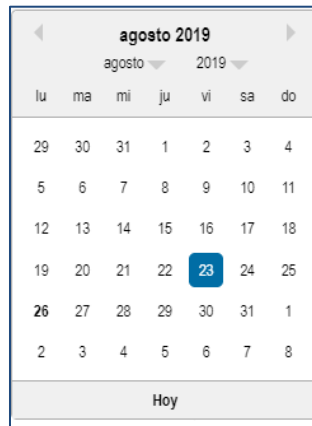 agosto 2019
agosto 2019
lu ma mi ju vi sa do
29 30 31 1 2 3 4
5 6 7 8 9 10 11
12 13 14 15 16 17 18
19 20 21 22 23 24 25
26 27 28 29 30 31 1
2 3 4 5 6 7 8
Hoy